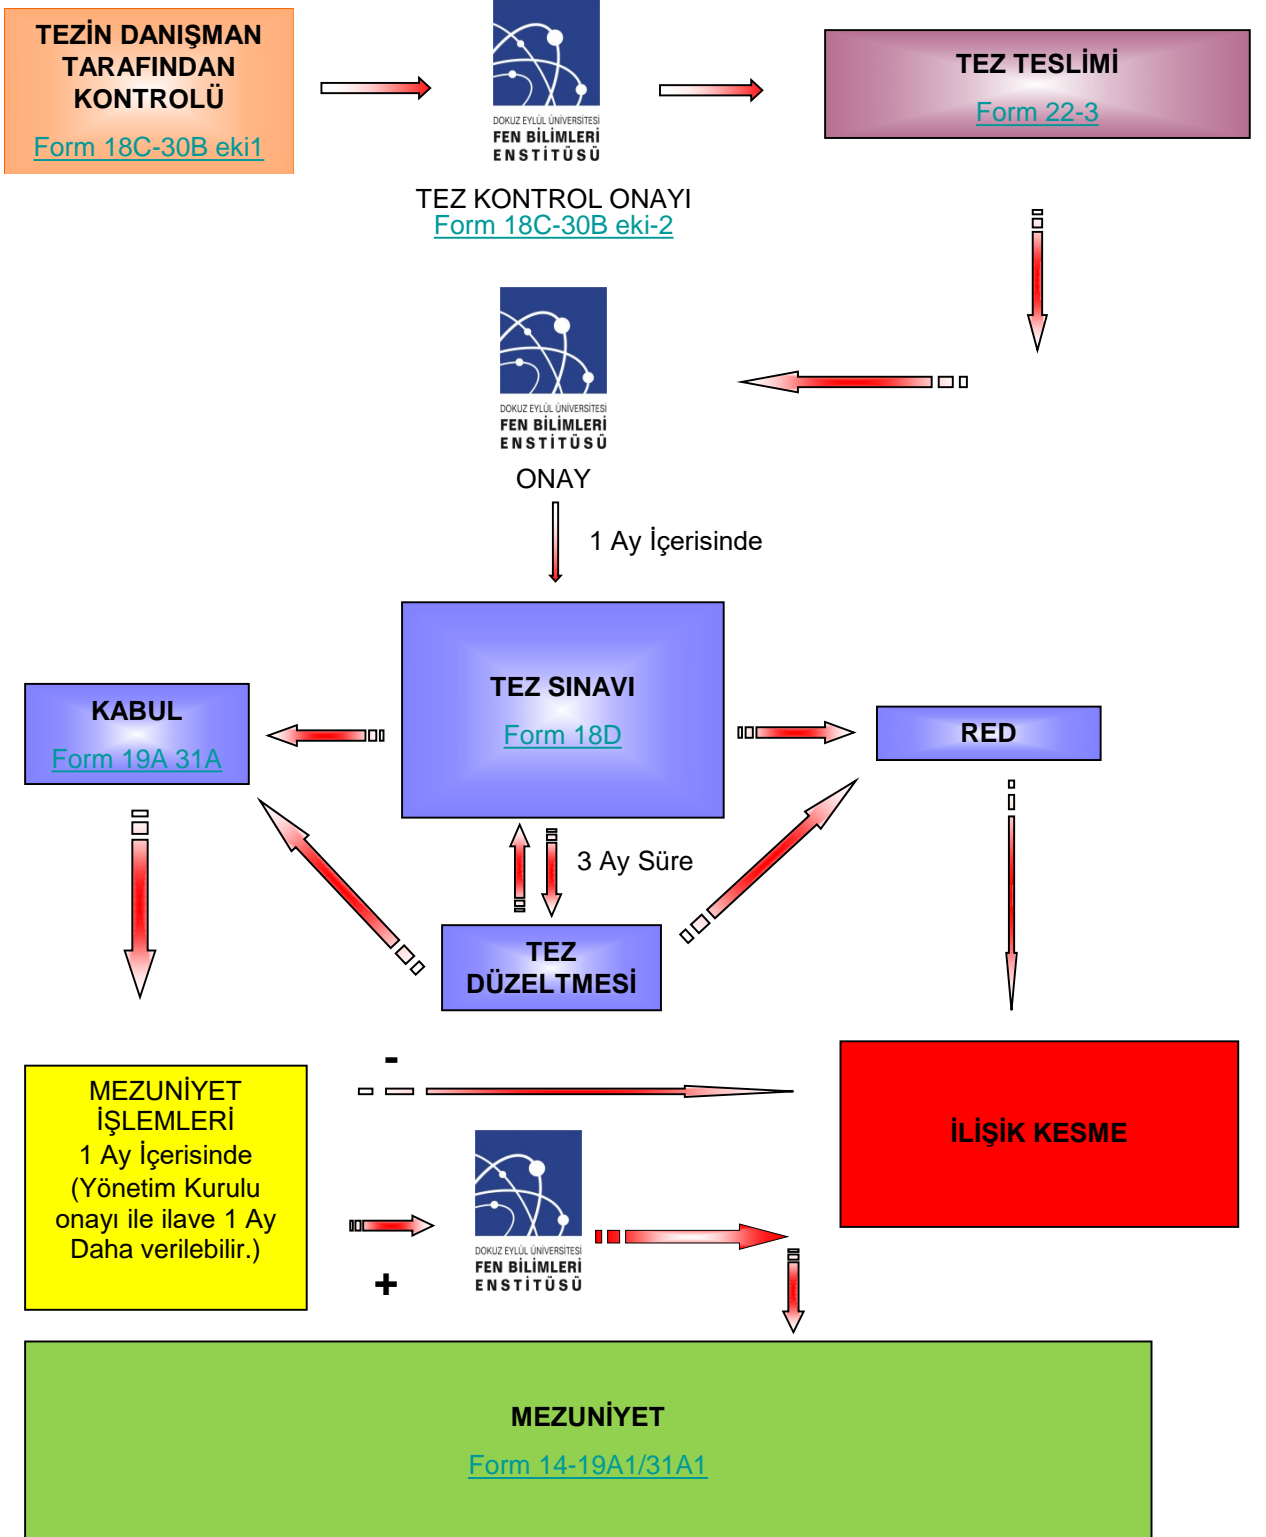 TEZİN DANIŞMAN
TARAFINDAN
KONTROLÜ
Form 18C-30B eki1
DOKUZ EYLÜL ÜNİVERSİTESİ
FEN BİLİMLERİ
ENSTİTÜSÜ
TEZ KONTROL ONAYI
Form 18C-30B eki-2
TEZ TESLİMİ
Form 22-3
DOKUZ EYLÜL ÜNİVERSİTESİ
FEN BİLİMLERİ
ENSTİTÜSÜ
ONAY
1 Ay İçerisinde
TEZ SINAVI
Form 18D
KABUL
Form 19A 31A
RED
3 Ay Süre
TEZ
DÜZELTMESİ
MEZUNİYET
İŞLEMLERİ
1 Ay İçerisinde
(Yönetim Kurulu
onayı ile ilave 1 Ay
Daha verilebilir.)
-
+
DOKUZ EYLÜL ÜNİVERSİTESİ
FEN BİLİMLERİ
ENSTİTÜSÜ
İLİŞİK KESME
MEZUNİYET
Form 14-19A1/31A1